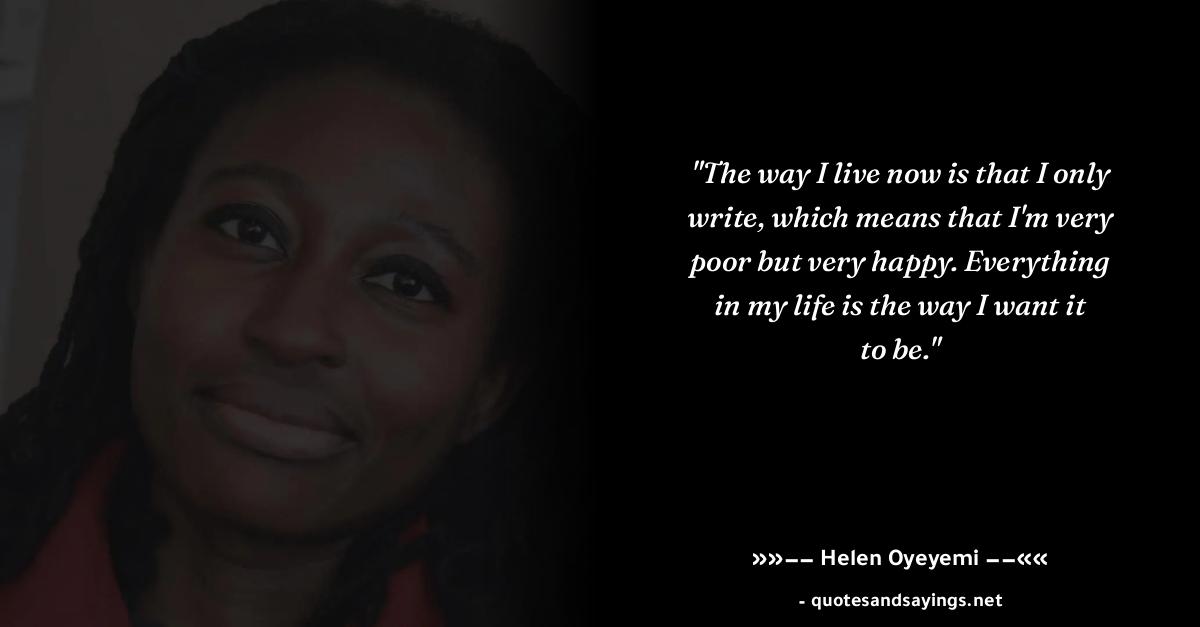 "The way I live now is that I only
write, which means that I'm very
poor but very happy. Everything
in my life is the way I want it
to be."
»»−− Helen Oyeyemi −−««
- quotesandsayings.net